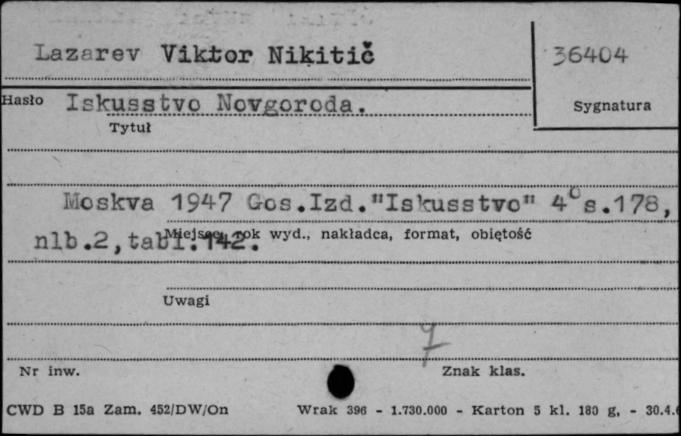 Lazarev Viktor Nikitič
36404
Hasło Iskusstvo Novgoroda.
Sygnatura
Tytuł
Moskva 1947 Gos.Izd."Iskusstvo" 4° s.178,
nlb.2, tabl.142.
Miejsce, rok wyd., nakładca, format, obiętość
Uwagi
7
Nr inw.
Znak klas.
CWD B 15a Zam. 452/DW/On Wrak 396 - 1.730.000 - Karton 5 kl. 180 g, - 30.4.